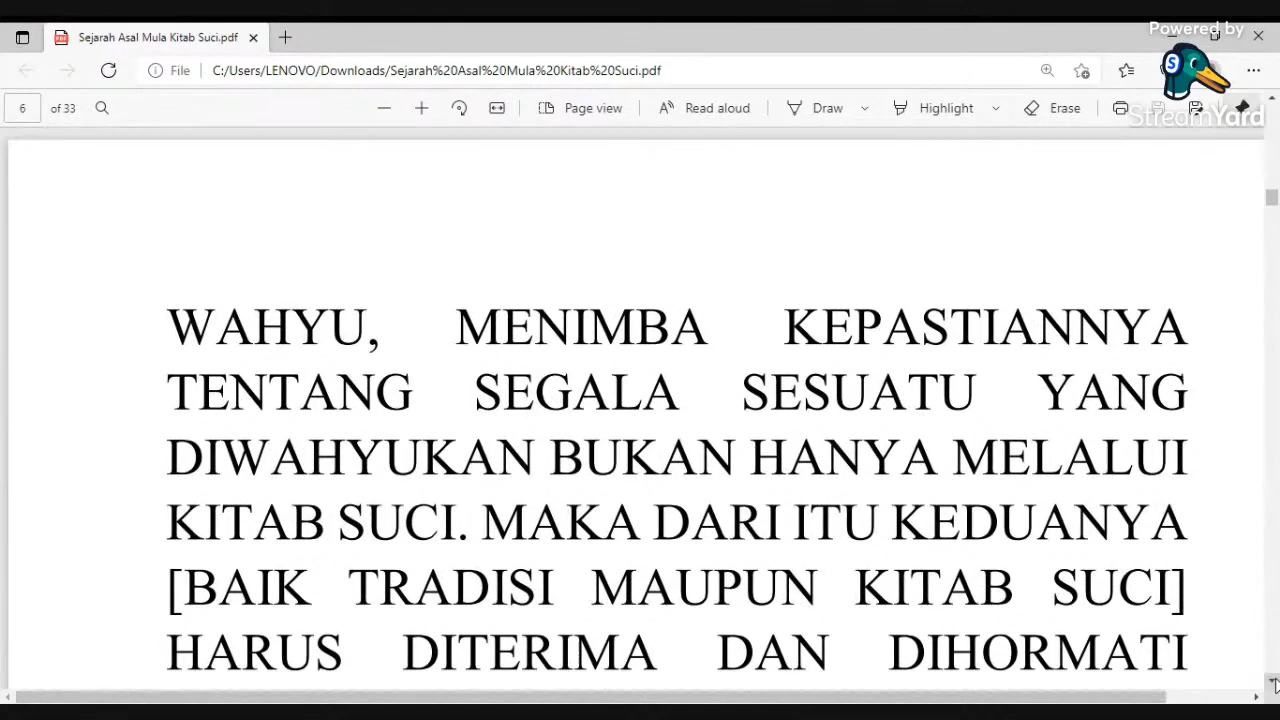 Powered by
Sejarah Asal Mula Kitab Suci.pdf
File C:/Users/LENOVO/Downloads/Sejarah%20Asal%20Mula%20Kitab%20Suci.pdf
6 of 33 Page view Read aloud Draw Highlight Erase
StreamYard
WAHYU, MENIMBA KEPASTIANNYA
TENTANG SEGALA SESUATU YANG
DIWAHYUKAN BUKAN HANYA MELALUI
KITAB SUCI. MAKA DARI ITU KEDUANYA
[BAIK TRADISI MAUPUN KITAB SUCI]
HARUS DITERIMA DAN DIHORMATI